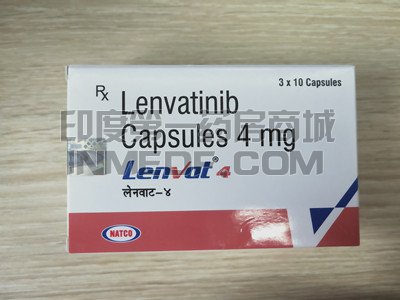 3 x 10 Capsules
Rx Lenvatinib
Capsules 4 mg
印度第一药房商城
INMEDE.COM
Lenvat® 4
लेनवाट-४
NATCO